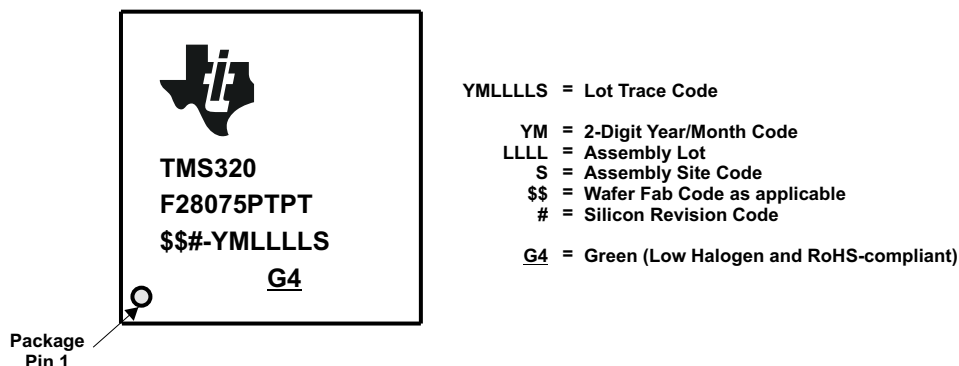 TMS320
F28075PTPT
$$#-YMLLLLS
G4
Package
Pin 1
YMLLLLS = Lot Trace Code
YM = 2-Digit Year/Month Code
LLLL = Assembly Lot
S = Assembly Site Code
$$ = Wafer Fab Code as applicable
# = Silicon Revision Code
G4 = Green (Low Halogen and RoHS-compliant)